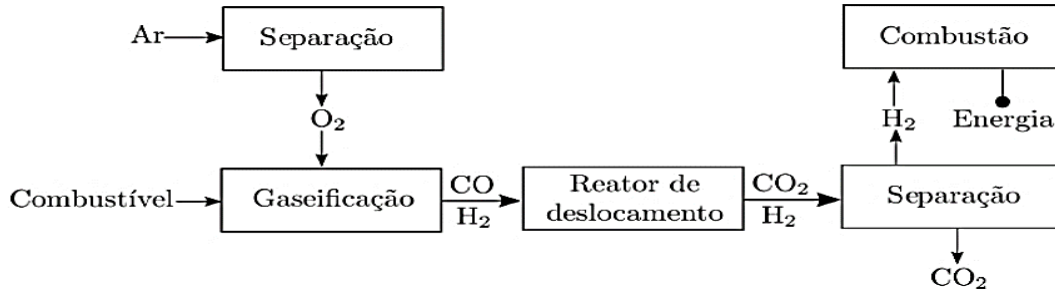 Ar
Separação
Combustão
O₂
H₂
Energia
Combustível
Gaseificação
CO
H₂
Reator de
deslocamento
CO₂
H₂
Separação
CO₂